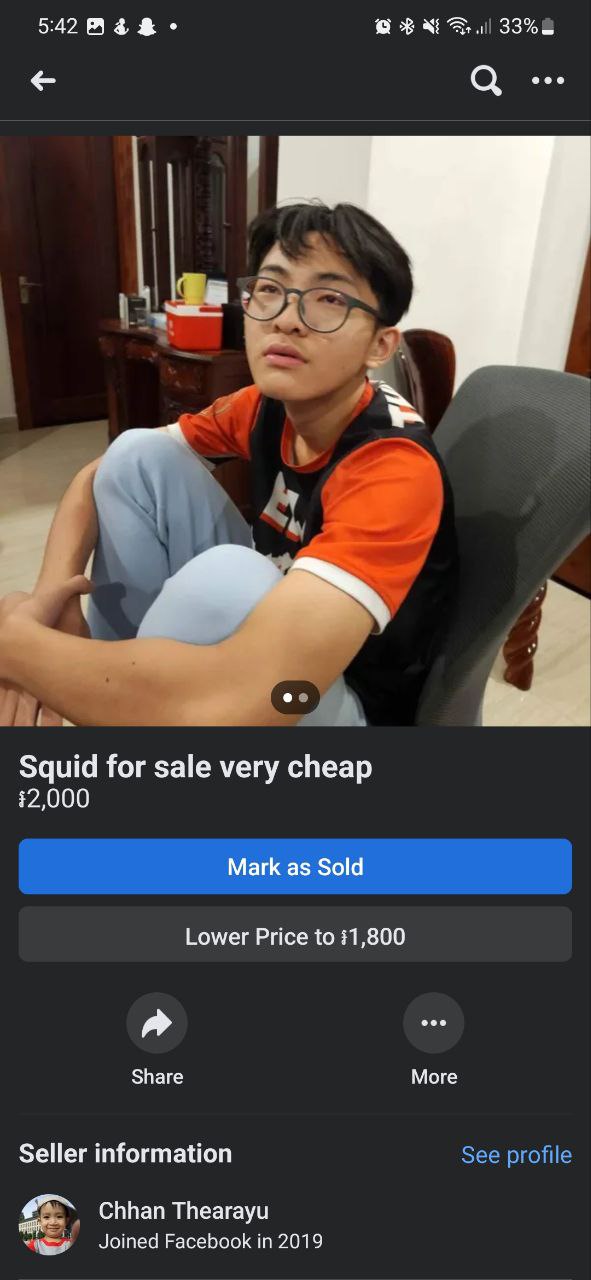 5:42
33%
Squid for sale very cheap
៛2,000
Mark as Sold
Lower Price to ៛1,800
Share
More
Seller information
See profile
Chhan Thearayu
Joined Facebook in 2019